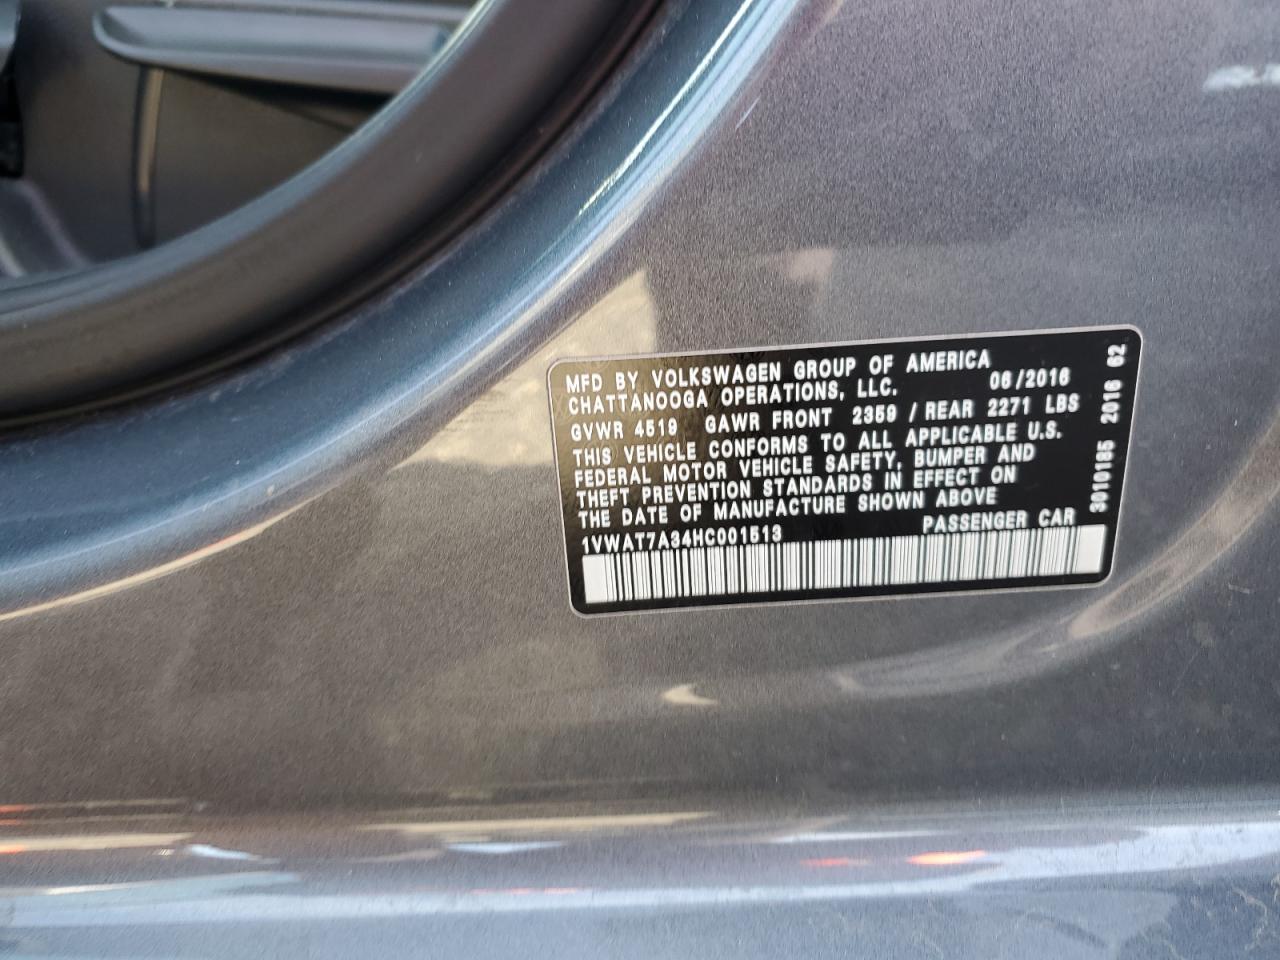 MFD BY VOLKSWAGEN GROUP OF AMERICA
CHATTANOOGA OPERATIONS, LLC. 06/2016
GVWR 4519 GAWR FRONT 2359 / REAR 2271 LBS
THIS VEHICLE CONFORMS TO ALL APPLICABLE U.S.
FEDERAL MOTOR VEHICLE SAFETY, BUMPER AND
THEFT PREVENTION STANDARDS IN EFFECT ON
THE DATE OF MANUFACTURE SHOWN ABOVE
1VWAT7A34HC001513 PASSENGER CAR
3010185 2016 62